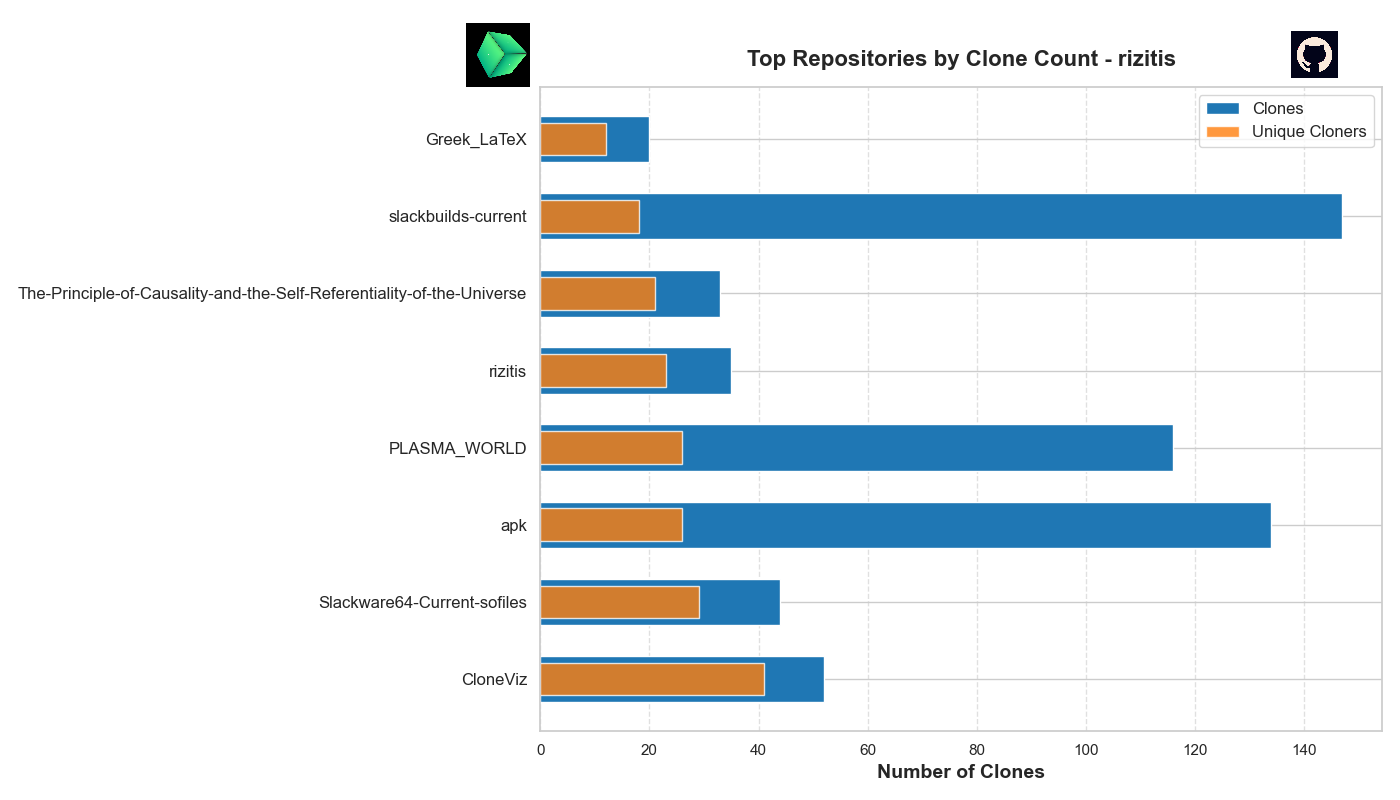 Top Repositories by Clone Count - rizitis
Clones
Unique Cloners
Greek_LaTeX
slackbuilds-current
The-Principle-of-Causality-and-the-Self-Referentiality-of-the-Universe
rizitis
PLASMA_WORLD
apk
Slackware64-Current-sofiles
CloneViz
0 20 40 60 80 100 120 140
Number of Clones